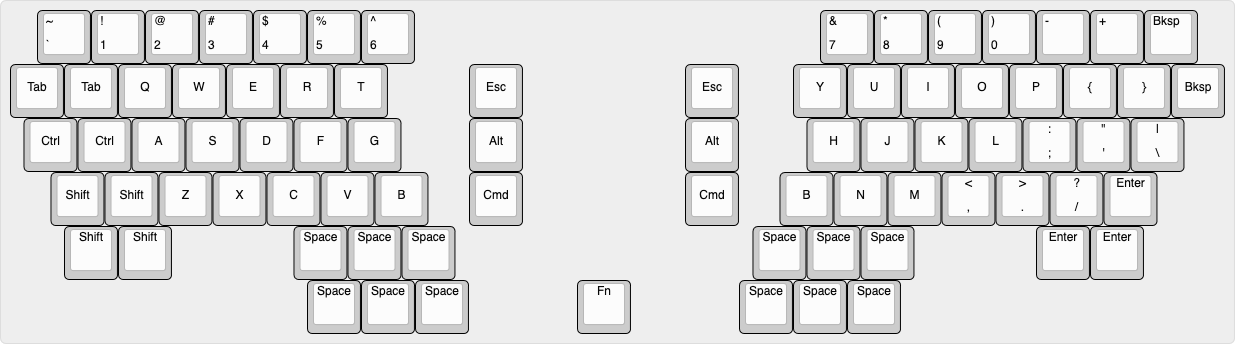 ~ ! @ # $ % ^ & * ( ) - + Bksp
` 1 2 3 4 5 6 7 8 9 0
Tab Tab Q W E R T Esc Esc Y U I O P { } Bksp
Ctrl Ctrl A S D F G Alt Alt H J K L : " |
; ' \
Shift Shift Z X C V B Cmd Cmd B N M < > ? Enter
, . /
Shift Shift Space Space Space Space Space Space Enter Enter
Space Space Space Fn Space Space Space